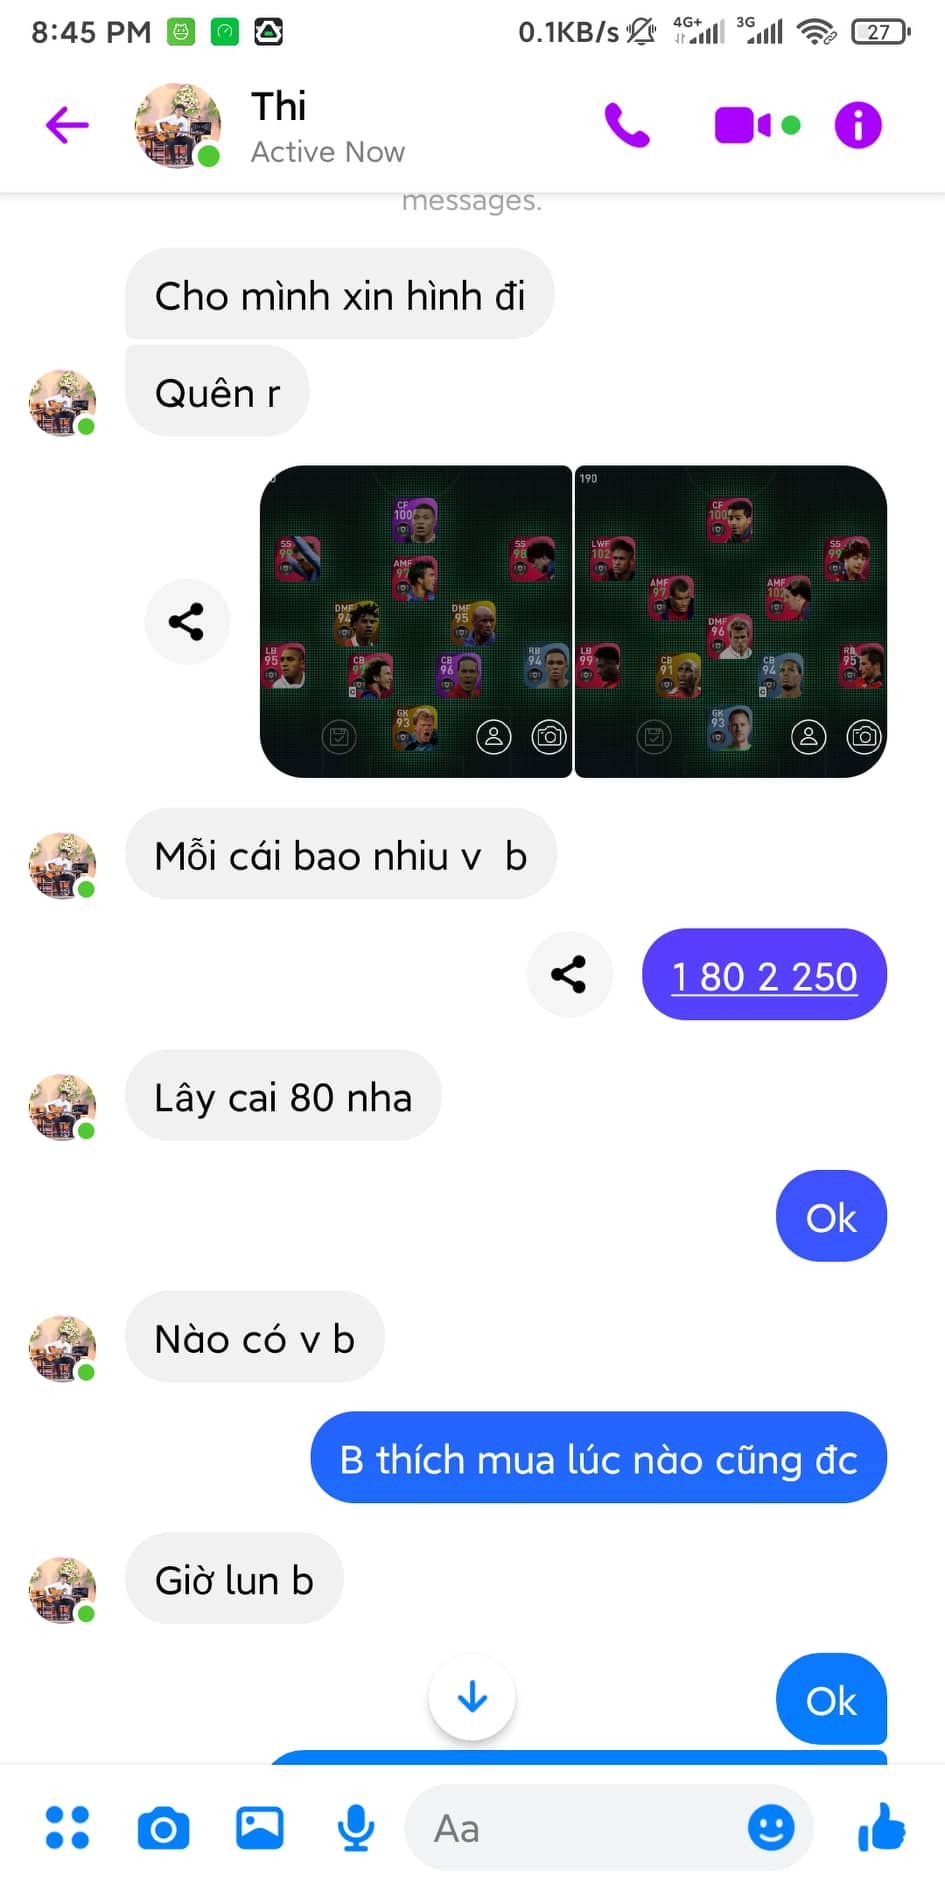 8:45 PM
0.1KB/s
4G+
3G
27
Thi
Active Now
messages.
Cho mình xin hình đi
Quên r
CF
100
SS
99
SS
98
AMF
97
DMF
94
DMF
95
LB
95
CB
97
CB
96
RB
94
GK
93
190
CF
100
LWF
102
SS
99
AMF
97
AMF
102
DMF
96
LB
99
CB
91
CB
94
RB
95
GK
93
Mỗi cái bao nhiu v b
1 80 2 250
Lây cai 80 nha
Ok
Nào có v b
B thích mua lúc nào cũng đc
Giờ lun b
Ok
Aa